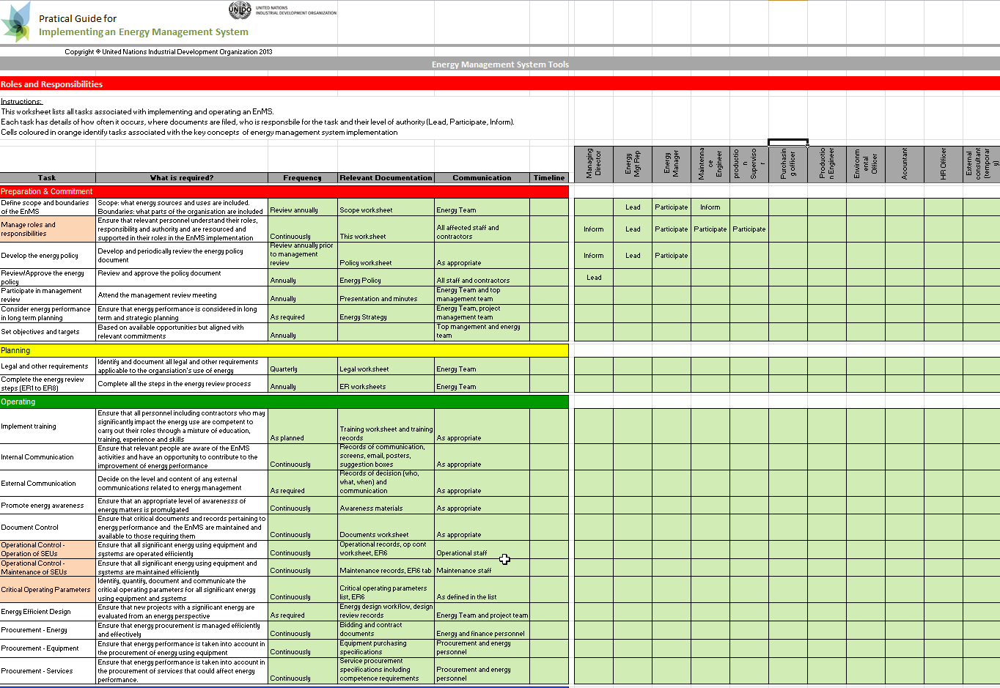 UNIDO
UNITED NATIONS
INDUSTRIAL DEVELOPMENT ORGANIZATION
Pratical Guide for
Implementing an Energy Management System
Copyright ® United Nations Industrial Development Organization 2013
Energy Management System Tools
Roles and Responsibilities
Instructions:
This worksheet lists all tasks associated with implementing and operating an EnMS.
Each task has details of how often it occurs, where documents are filed, who is responsbile for the task and their level of authority (Lead, Participate, Inform).
Cells coloured in orange identify tasks associated with the key concepts of energy management system implementation
Task What is required? Frequency Relevant Documentation Communication Timeline
Managing
Director
Energy
Mgt Rep
Energy
Manager
Maintenna
ce
Engineer
productio
n
Superviso
r
Purchasin
g officer
Productio
n Engineer
Environm
ental
Officer
Acountant
HR Officer
External
consultant
(temporar
y)
Preparation & Commitment
Define scope and boundaries
of the EnMS
Scope: what energy sources and uses are included.
Boundaries: what parts of the organisation are included
Review annually
Scope worksheet
Energy Team
Lead Participate Inform
Manage roles and
responsibilities
Ensure that relevant personnel understand their roles,
responsibility and authority and are resourced and
supported in their roles in the EnMS implementation
Continuously
This worksheet
All affected staff and
contractors
Inform Lead Participate Participate Participate
Develop the energy policy
Develop and periodically review the energy policy
document
Review annually prior
to management
review
Policy worksheet
As appropriate
Inform Lead Participate
Review/Approve the energy
policy
Review and approve the policy document
Annually
Energy Policy
All staff and contractors
Lead
Participate in management
review
Attend the management review meeting
Annually
Presentation and minutes
Energy Team and top
management team
Consider energy performance
in long term planning
Ensure that energy performance is considered in long
term and strategic planning
As required
Energy Strategy
Energy Team, project
management team
Set objectives and targets
Based on available opportunities but aligned with
relevant commitments
Annually
Top mangement and energy
team
Planning
Legal and other requirements
Identify and document all legal and other requirements
applicable to the organsiation's use of energy
Quarterly
Legal worksheet
Energy Team
Complete the energy review
steps (ER1 to ER8)
Complete all the steps in the energy review process
Annually
ER worksheets
Energy Team
Operating
Implement training
Ensure that all personnel including contractors who may
significantly impact the energy use are competent to
carry out their roles through a mixture of education,
training, experience and skills
As planned
Training worksheet and training
records
As appropriate
Internal Communication
Ensure that relevant people are aware of the EnMS
activities and have an opportunity to contribute to the
improvement of energy performance
Continuously
Records of communication,
screens, email, posters,
suggestion boxes
As appropriate
External Communication
Decide on the level and content of any external
communications related to energy management
As required
Records of decision (who,
what, when) and
communication
As appropriate
Promote energy awareness
Ensure that an appropriate level of awarenesss of
energy matters is promulgated
Continuously
Awareness materials
As appropriate
Document Control
Ensure that critical documents and records pertaining to
energy performance and the EnMS are maintained and
available to those requiring them
Continuously
Documents worksheet
As appropriate
Operational Control -
Operation of SEUs
Ensure that all significant energy using equipment and
systems are operated efficiently
Continuously
Operational records, op cont
worksheet, ER6
Operational staff
Operational Control -
Maintenance of SEUs
Ensure that all significant energy using equipment and
systems are maintained efficiently
Continuously
Maintenance records, ER6 tab
Maintenance staff
Critical Operating Parameters
Identify, quantify, document and communicate the
critical operating parameters for all significant energy
using equipment and systems
Continuously
Critical operating parameters
list, ER6
As defined in the list
Energy Efficient Design
Ensure that new projects with a significant energy are
evaluated from an energy perspective
As required
Energy design workflow, design
review records
Energy Team and project team
Procurement - Energy
Ensure that energy procurement is managed efficiently
and effectively
Continuously
Bidding and contract
documents
Energy and finance personnel
Procurement - Equipment
Ensure that energy performance is taken into account in
the procurement of energy using equipment
Continuously
Equipment purchasing
specifications
Procurement and energy
personnel
Procurement - Services
Ensure that energy performance is taken into account in
the procurement of services that could affect energy
performance.
Continuously
Service procurement
specifications including
competence requirements
Procurement and energy
personnel